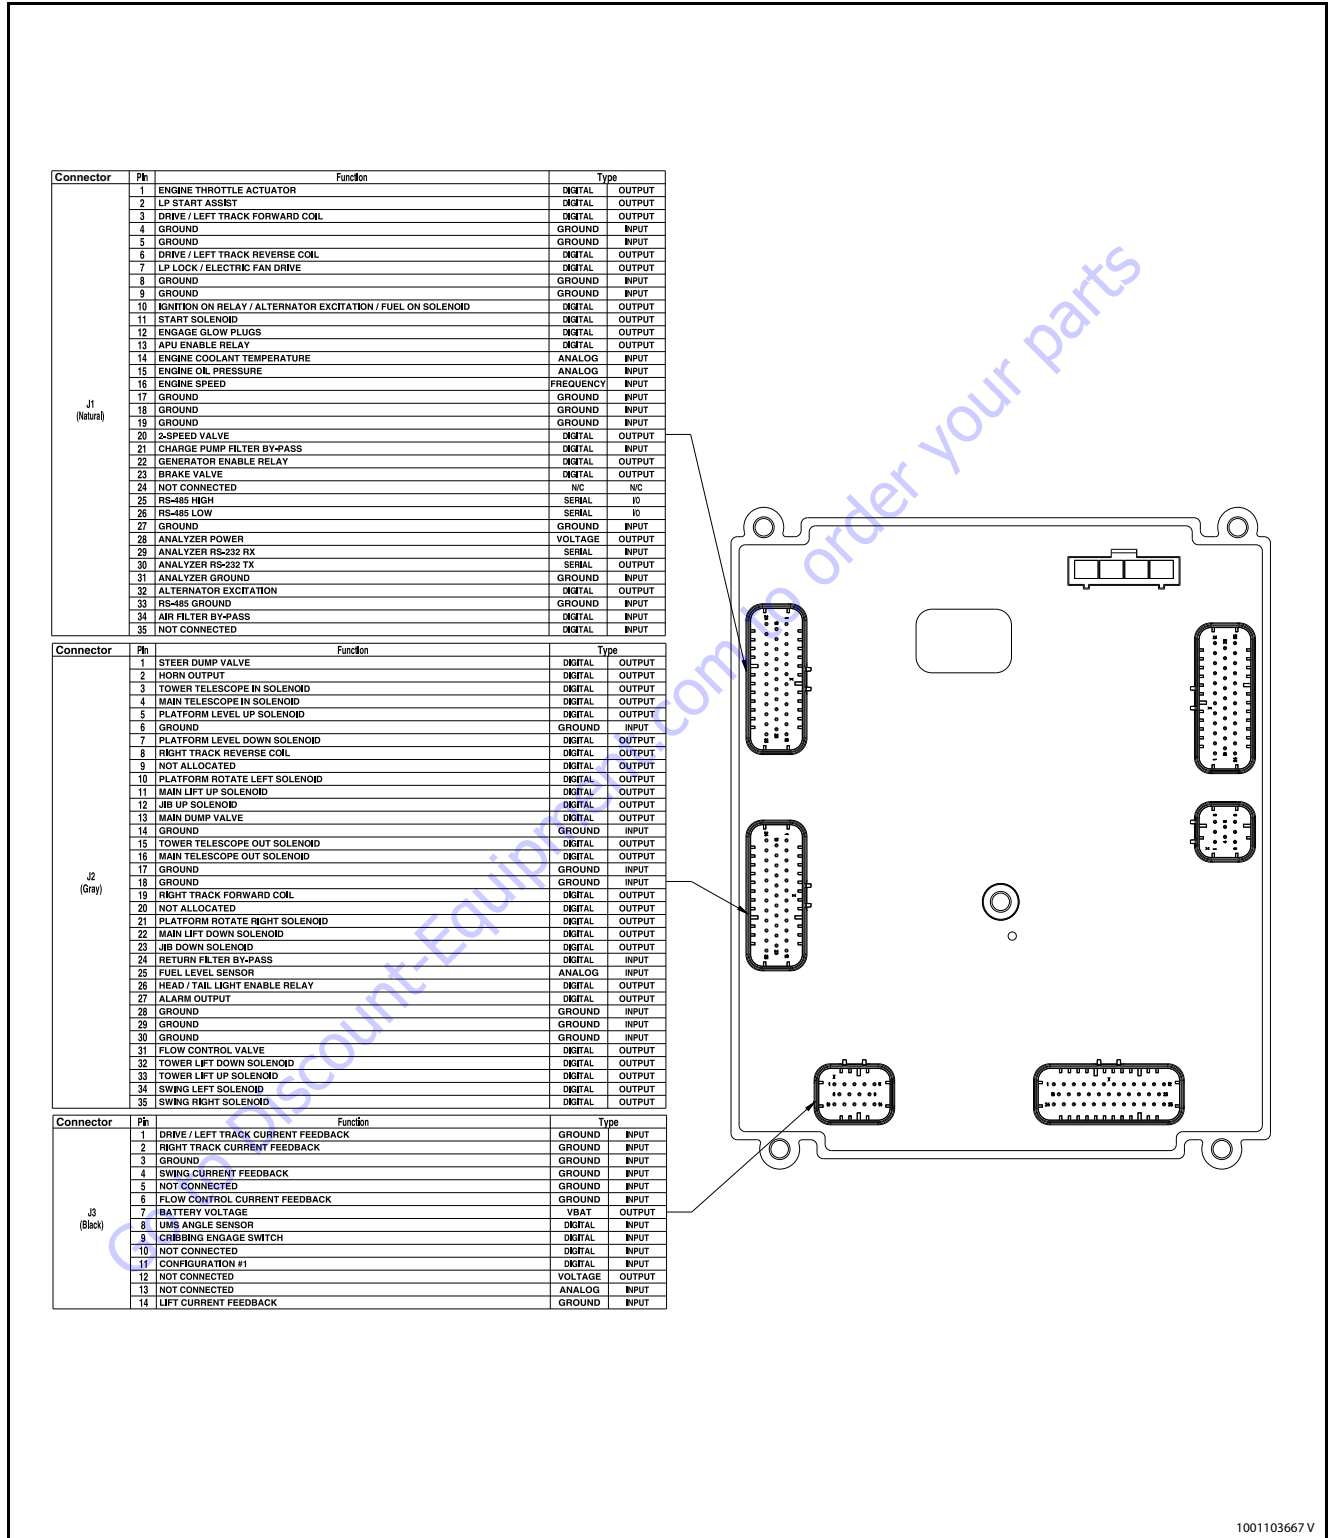 Connector Pin Function Type
J1
(Natural)
1 ENGINE THROTTLE ACTUATOR DIGITAL OUTPUT
2 LP START ASSIST DIGITAL OUTPUT
3 DRIVE / LEFT TRACK FORWARD COIL DIGITAL OUTPUT
4 GROUND GROUND INPUT
5 GROUND GROUND INPUT
6 DRIVE / LEFT TRACK REVERSE COIL DIGITAL OUTPUT
7 LP LOCK / ELECTRIC FAN DRIVE DIGITAL OUTPUT
8 GROUND GROUND INPUT
9 GROUND GROUND INPUT
10 IGNITION ON RELAY / ALTERNATOR EXCITATION / FUEL ON SOLENOID DIGITAL OUTPUT
11 START SOLENOID DIGITAL OUTPUT
12 ENGAGE GLOW PLUGS DIGITAL OUTPUT
13 APU ENABLE RELAY DIGITAL OUTPUT
14 ENGINE COOLANT TEMPERATURE ANALOG INPUT
15 ENGINE OIL PRESSURE ANALOG INPUT
16 ENGINE SPEED FREQUENCY INPUT
17 GROUND GROUND INPUT
18 GROUND GROUND INPUT
19 GROUND GROUND INPUT
20 2-SPEED VALVE DIGITAL OUTPUT
21 CHARGE PUMP FILTER BY-PASS DIGITAL INPUT
22 GENERATOR ENABLE RELAY DIGITAL OUTPUT
23 BRAKE VALVE DIGITAL OUTPUT
24 NOT CONNECTED N/C N/C
25 RS-485 HIGH SERIAL I/O
26 RS-485 LOW SERIAL I/O
27 GROUND GROUND INPUT
28 ANALYZER POWER VOLTAGE OUTPUT
29 ANALYZER RS-232 RX SERIAL INPUT
30 ANALYZER RS-232 TX SERIAL OUTPUT
31 ANALYZER GROUND GROUND INPUT
32 ALTERNATOR EXCITATION DIGITAL OUTPUT
33 RS-485 GROUND GROUND INPUT
34 AIR FILTER BY-PASS DIGITAL INPUT
35 NOT CONNECTED DIGITAL INPUT
Connector Pin Function Type
J2
(Gray)
1 STEER DUMP VALVE DIGITAL OUTPUT
2 HORN OUTPUT DIGITAL OUTPUT
3 TOWER TELESCOPE IN SOLENOID DIGITAL OUTPUT
4 MAIN TELESCOPE IN SOLENOID DIGITAL OUTPUT
5 PLATFORM LEVEL UP SOLENOID DIGITAL OUTPUT
6 GROUND GROUND INPUT
7 PLATFORM LEVEL DOWN SOLENOID DIGITAL OUTPUT
8 RIGHT TRACK REVERSE COIL DIGITAL OUTPUT
9 NOT ALLOCATED DIGITAL OUTPUT
10 PLATFORM ROTATE LEFT SOLENOID DIGITAL OUTPUT
11 MAIN LIFT UP SOLENOID DIGITAL OUTPUT
12 JIB UP SOLENOID DIGITAL OUTPUT
13 MAIN DUMP VALVE DIGITAL OUTPUT
14 GROUND GROUND INPUT
15 TOWER TELESCOPE OUT SOLENOID DIGITAL OUTPUT
16 MAIN TELESCOPE OUT SOLENOID DIGITAL OUTPUT
17 GROUND GROUND INPUT
18 GROUND GROUND INPUT
19 RIGHT TRACK FORWARD COIL DIGITAL OUTPUT
20 NOT ALLOCATED DIGITAL OUTPUT
21 PLATFORM ROTATE RIGHT SOLENOID DIGITAL OUTPUT
22 MAIN LIFT DOWN SOLENOID DIGITAL OUTPUT
23 JIB DOWN SOLENOID DIGITAL OUTPUT
24 RETURN FILTER BY-PASS DIGITAL INPUT
25 FUEL LEVEL SENSOR ANALOG INPUT
26 HEAD / TAIL LIGHT ENABLE RELAY DIGITAL OUTPUT
27 ALARM OUTPUT DIGITAL OUTPUT
28 GROUND GROUND INPUT
29 GROUND GROUND INPUT
30 GROUND GROUND INPUT
31 FLOW CONTROL VALVE DIGITAL OUTPUT
32 TOWER LIFT DOWN SOLENOID DIGITAL OUTPUT
33 TOWER LIFT UP SOLENOID DIGITAL OUTPUT
34 SWING LEFT SOLENOID DIGITAL OUTPUT
35 SWING RIGHT SOLENOID DIGITAL OUTPUT
Connector Pin Function Type
J3
(Black)
1 DRIVE / LEFT TRACK CURRENT FEEDBACK GROUND INPUT
2 RIGHT TRACK CURRENT FEEDBACK GROUND INPUT
3 GROUND GROUND INPUT
4 SWING CURRENT FEEDBACK GROUND INPUT
5 NOT CONNECTED GROUND INPUT
6 FLOW CONTROL CURRENT FEEDBACK GROUND INPUT
7 BATTERY VOLTAGE VBAT OUTPUT
8 UMS ANGLE SENSOR DIGITAL INPUT
9 CRIBBING ENGAGE SWITCH DIGITAL INPUT
10 NOT CONNECTED DIGITAL INPUT
11 CONFIGURATION #1 DIGITAL INPUT
12 NOT CONNECTED VOLTAGE OUTPUT
13 NOT CONNECTED ANALOG INPUT
14 LIFT CURRENT FEEDBACK GROUND INPUT
Go to Discount-Equipment.com to order your parts
1001103667 V